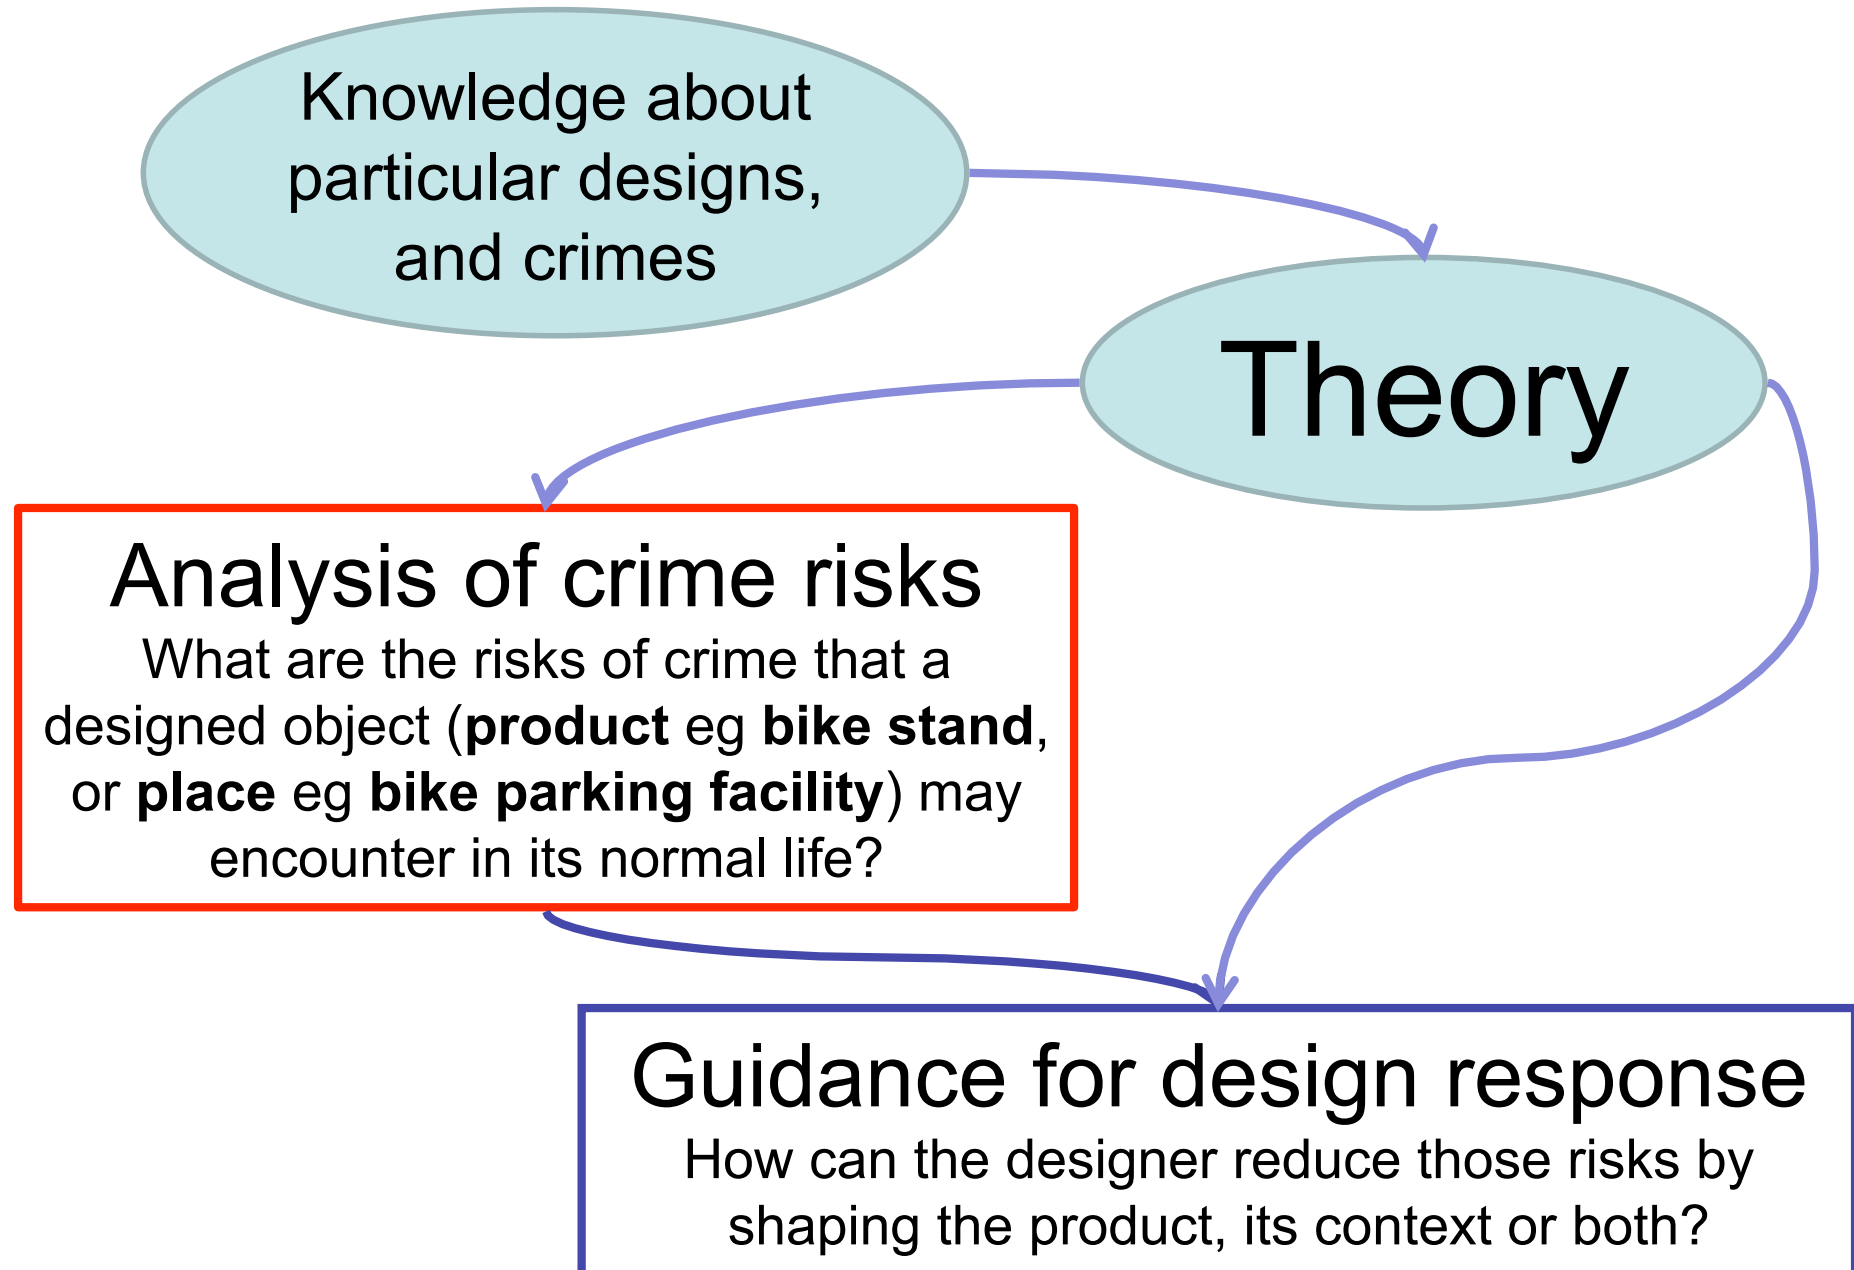 Knowledge about
particular designs,
and crimes
Theory
Analysis of crime risks
What are the risks of crime that a
designed object (product eg bike stand,
or place eg bike parking facility) may
encounter in its normal life?
Guidance for design response
How can the designer reduce those risks by
shaping the product, its context or both?